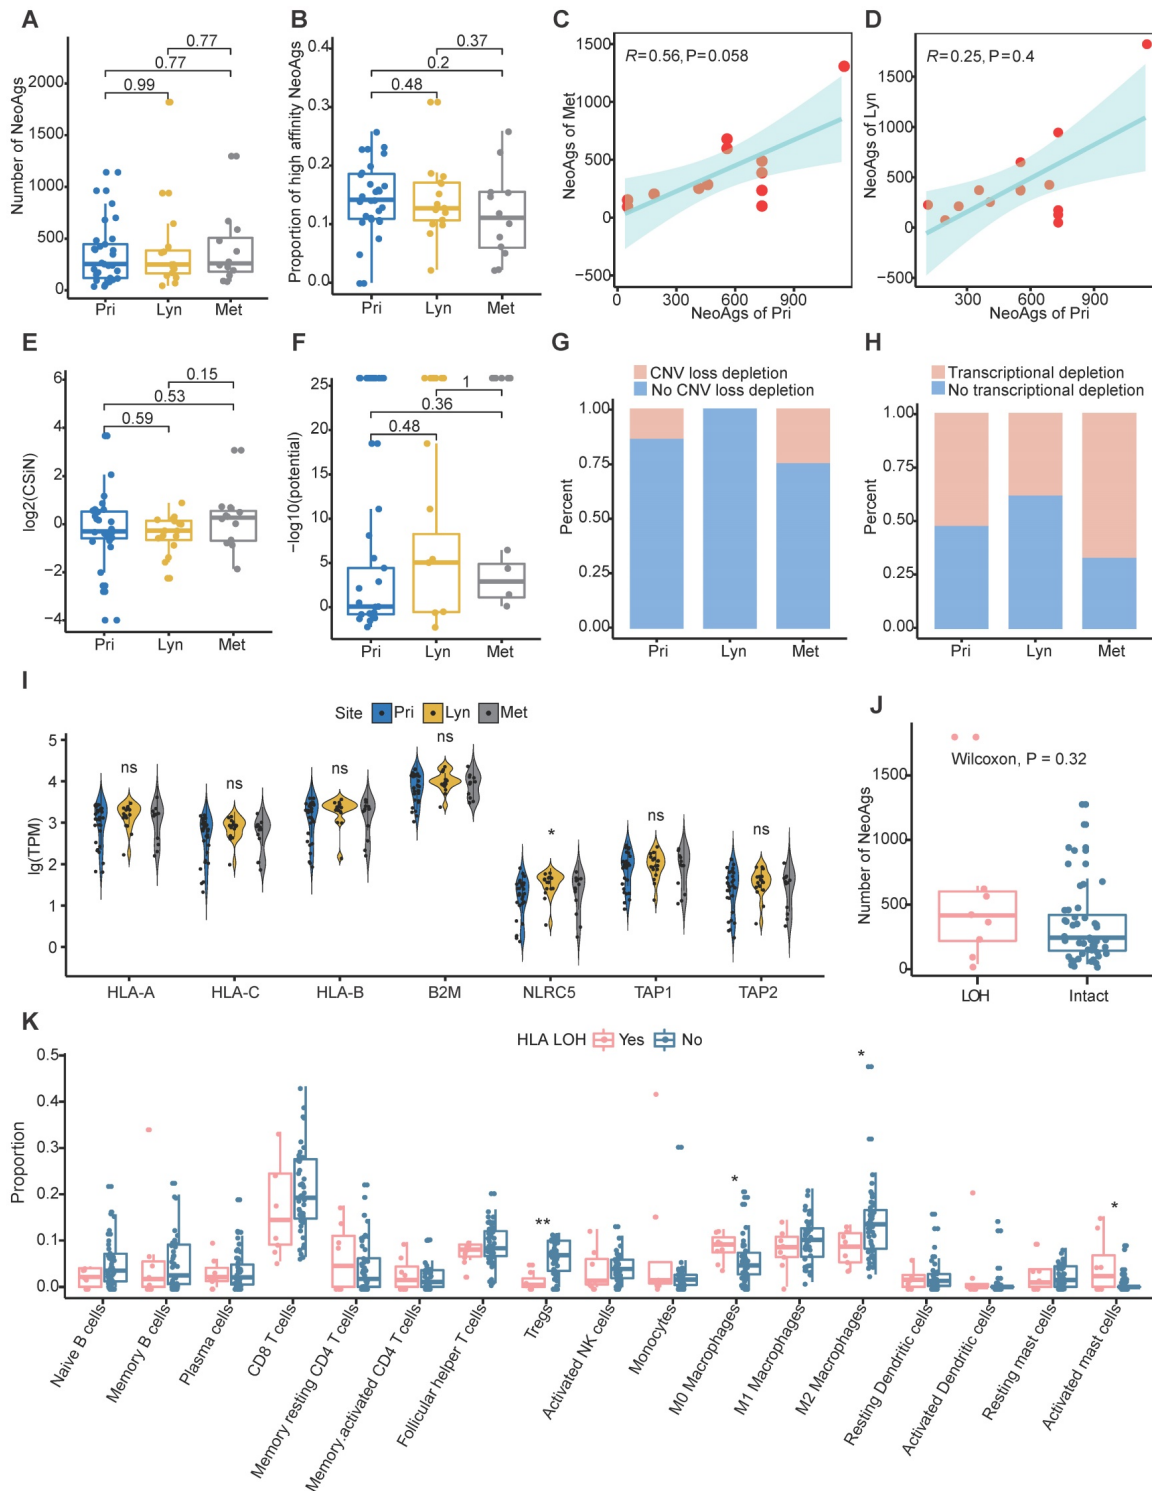 A
Number of NeoAgs
2000
1500
1000
500
0
0.77
0.77
0.99
Pri
Lyn
Met
B
Proportion of high affinity NeoAgs
0.4
0.3
0.2
0.1
0.0
0.37
0.2
0.48
Pri
Lyn
Met
C
R=0.56, P=0.058
NeoAgs of Met
1500
1000
500
0
−500
0
300
600
900
NeoAgs of Pri
D
R=0.25, P=0.4
NeoAgs of Lyn
1500
1000
500
0
−500
300
600
900
NeoAgs of Pri
E
log2(CSiN)
6
4
2
0
−2
−4
0.15
0.53
0.59
Pri
Lyn
Met
F
−log10(potential)
25
20
15
10
5
0
1
0.36
0.48
Pri
Lyn
Met
G
CNV loss depletion
No CNV loss depletion
Percent
1.00
0.75
0.50
0.25
0.00
Pri
Lyn
Met
H
Transcriptional depletion
No transcriptional depletion
Percent
1.00
0.75
0.50
0.25
0.00
Pri
Lyn
Met
I
Site Pri Lyn Met
lg(TPM)
5
4
3
2
1
0
ns
ns
ns
ns
*
ns
ns
HLA-A
HLA-C
HLA-B
B2M
NLRC5
TAP1
TAP2
J
Wilcoxon, P = 0.32
Number of NeoAgs
1500
1000
500
0
LOH
Intact
K
HLA LOH Yes No
Proportion
0.5
0.4
0.3
0.2
0.1
0.0
**
*
*
*
Naive B cells
Memory B cells
Plasma cells
CD8 T cells
Memory resting CD4 T cells
Memory.activated CD4 T cells
Follicular helper T cells
Tregs
Activated NK cells
Monocytes
M0 Macrophages
M1 Macrophages
M2 Macrophages
Resting Dendritic cells
Activated Dendritic cells
Resting mast cells
Activated mast cells